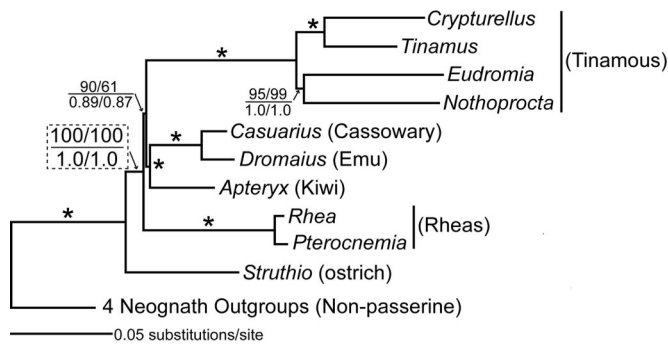 *
Crypturellus
*
Tinamus
(Tinamous)
90/61
0.89/0.87
95/99
1.0/1.0
Eudromia
Nothoprocta
100/100
1.0/1.0
*
Casuarius (Cassowary)
*
Dromaius (Emu)
Apteryx (Kiwi)
*
*
Rhea
(Rheas)
Pterocnemia
Struthio (ostrich)
4 Neognath Outgroups (Non-passerine)
0.05 substitutions/site